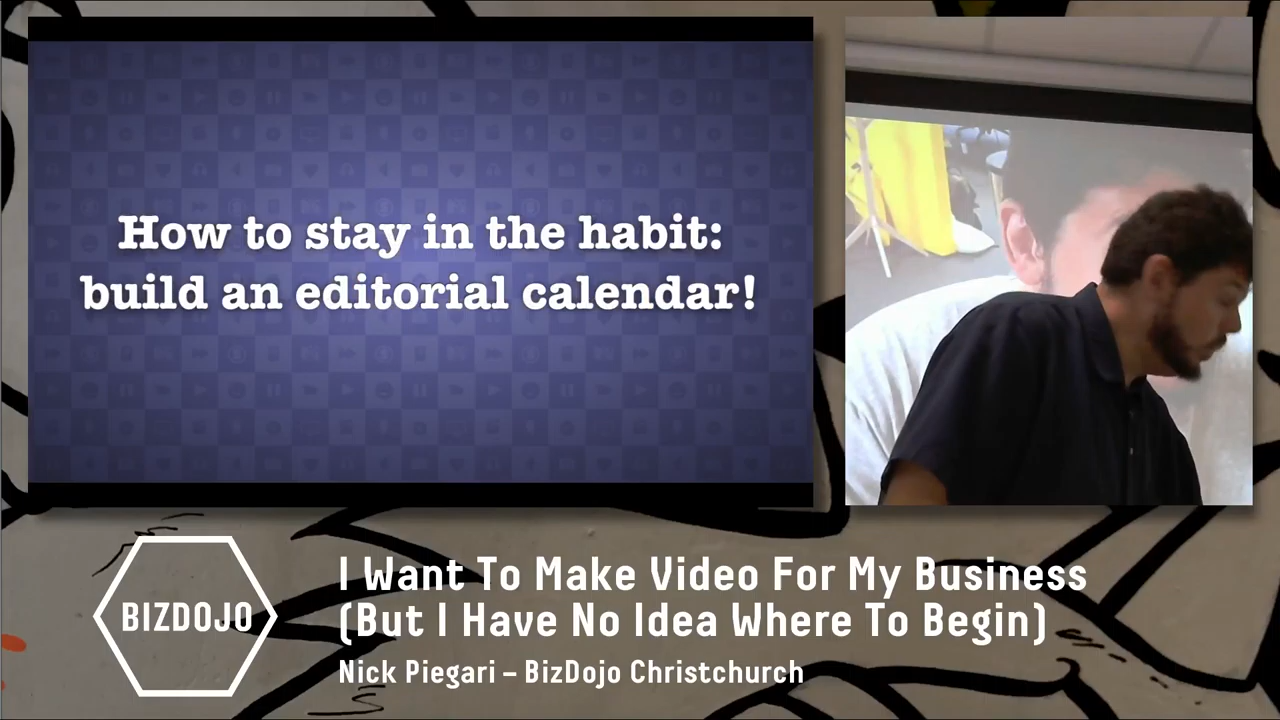 How to stay in the habit:
build an editorial calendar!
BIZDOJO
I Want To Make Video For My Business
(But I Have No Idea Where To Begin)
Nick Piegari – BizDojo Christchurch